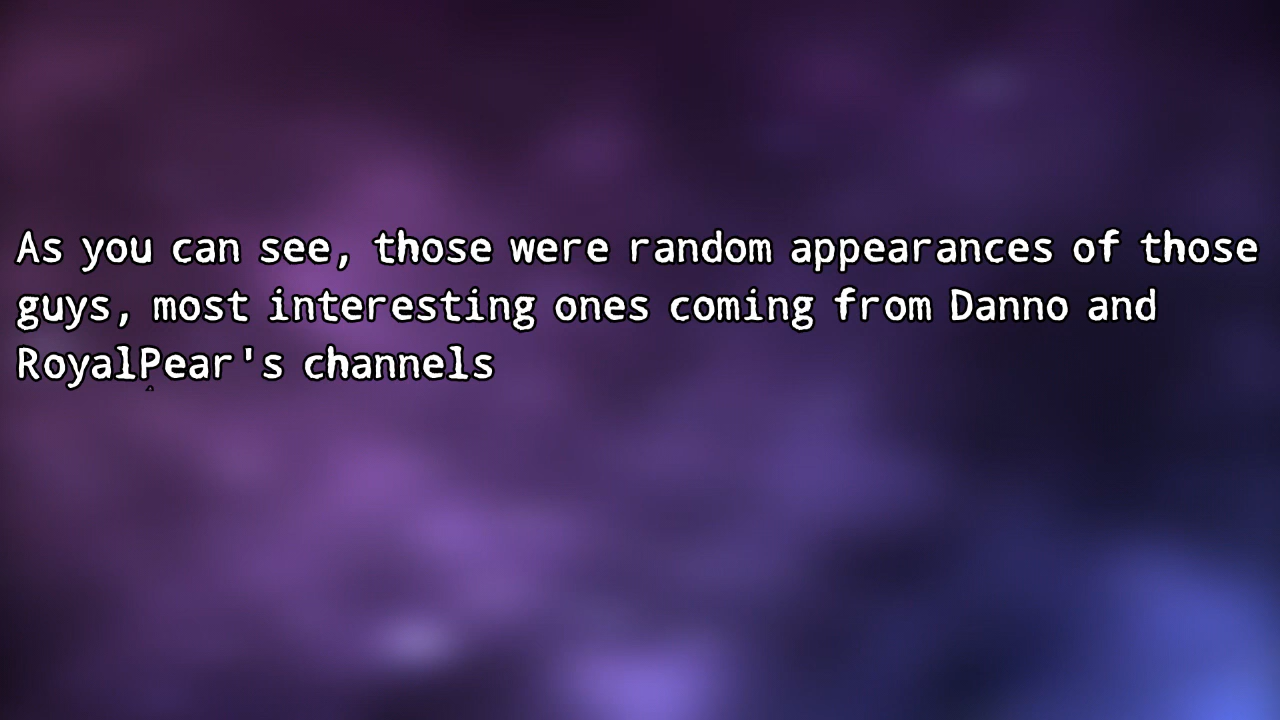 As you can see, those were random appearances of those
guys, most interesting ones coming from Danno and
RoyalPear's channels